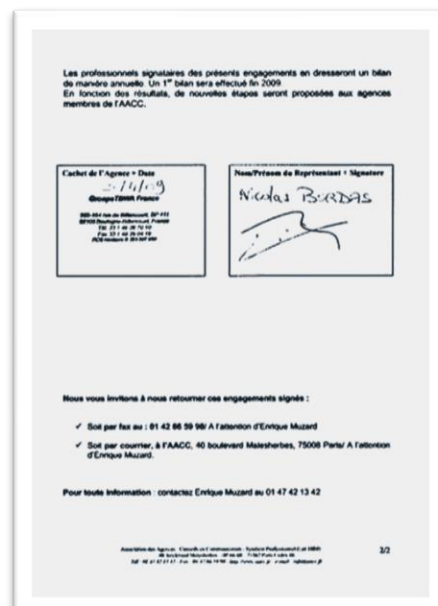 Les professionnels signataires des présents engagements en dresseront un bilan
de manière annuelle. Un 1er bilan sera effectué fin 2009.
En fonction des résultats, de nouvelles étapes seront proposées aux agences
membres de l'AACC.
Cachet de l'Agence + Date
Groupe TBWA France
Nom/Prénom du Représentant + Signature
Nicolas BORDAS
Nous vous invitons à nous retourner ces engagements signés :
✓ Soit par fax au : 01 42 66 59 90/ A l'attention d'Enrique Muzard
✓ Soit par courrier, à l'AACC, 40 boulevard Malesherbes, 75008 Paris/ A l'attention
d'Enrique Muzard.
Pour toute information : contactez Enrique Muzard au 01 47 42 13 42
2/2